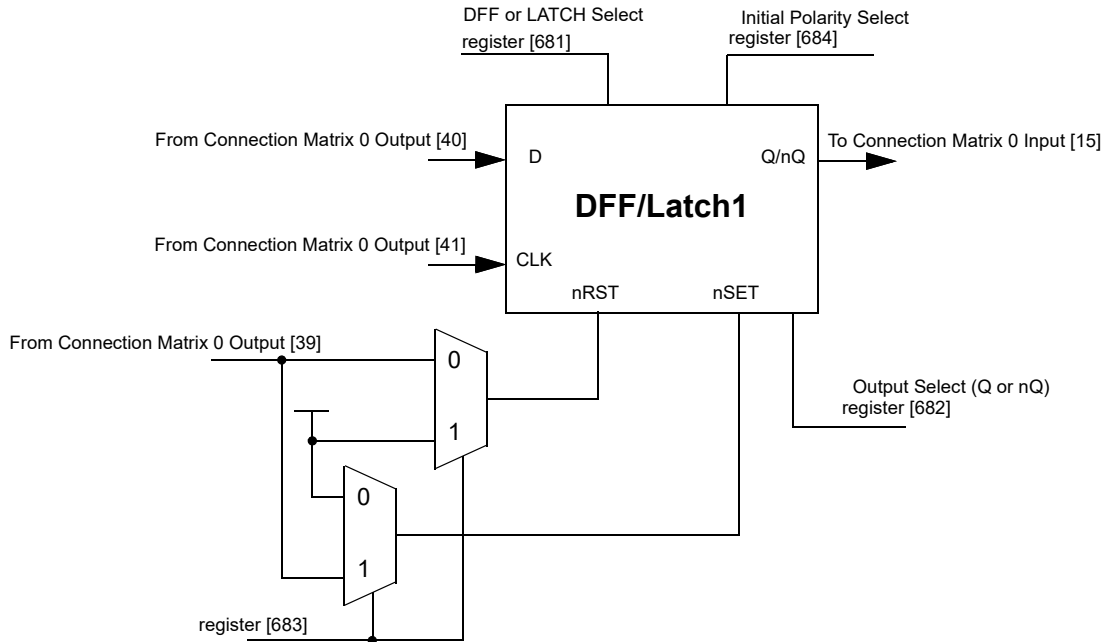 DFF or LATCH Select
register [681]
Initial Polarity Select
register [684]
From Connection Matrix 0 Output [40]
D
Q/nQ
To Connection Matrix 0 Input [15]
DFF/Latch1
From Connection Matrix 0 Output [41]
CLK
nRST
nSET
From Connection Matrix 0 Output [39]
0
1
Output Select (Q or nQ)
register [682]
0
1
register [683]